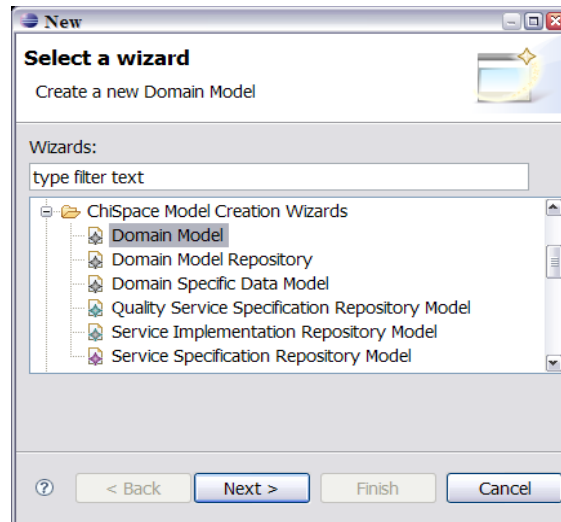 New
Select a wizard
Create a new Domain Model
Wizards:
type filter text
ChiSpace Model Creation Wizards
Domain Model
Domain Model Repository
Domain Specific Data Model
Quality Service Specification Repository Model
Service Implementation Repository Model
Service Specification Repository Model
? < Back Next > Finish Cancel